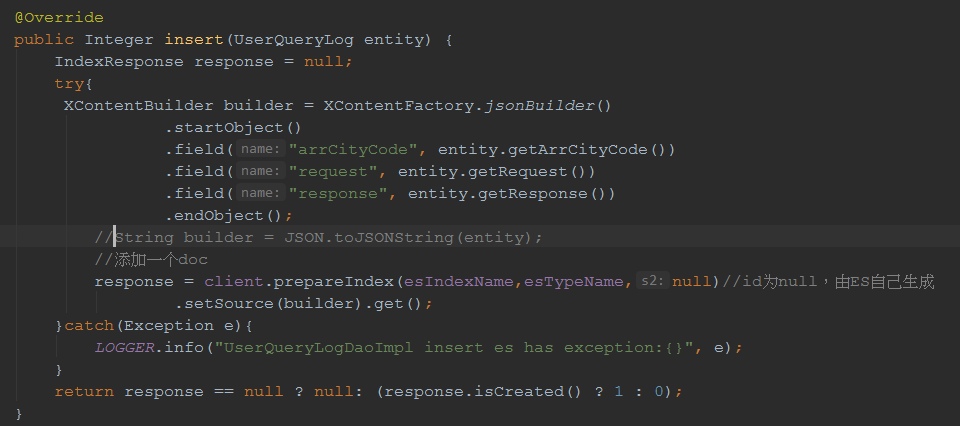 @Override
public Integer insert(UserQueryLog entity) {
IndexResponse response = null;
try{
XContentBuilder builder = XContentFactory.jsonBuilder()
.startObject()
.field( name: "arrCityCode", entity.getArrCityCode())
.field( name: "request", entity.getRequest())
.field( name: "response", entity.getResponse())
.endObject();
//String builder = JSON.toJSONString(entity);
//添加一个doc
response = client.prepareIndex(esIndexName,esTypeName, s2: null)//id为null，由ES自己生成
.setSource(builder).get();
}catch(Exception e){
LOGGER.info("UserQueryLogDaoImpl insert es has exception:{}", e);
}
return response == null ? null: (response.isCreated() ? 1 : 0);
}